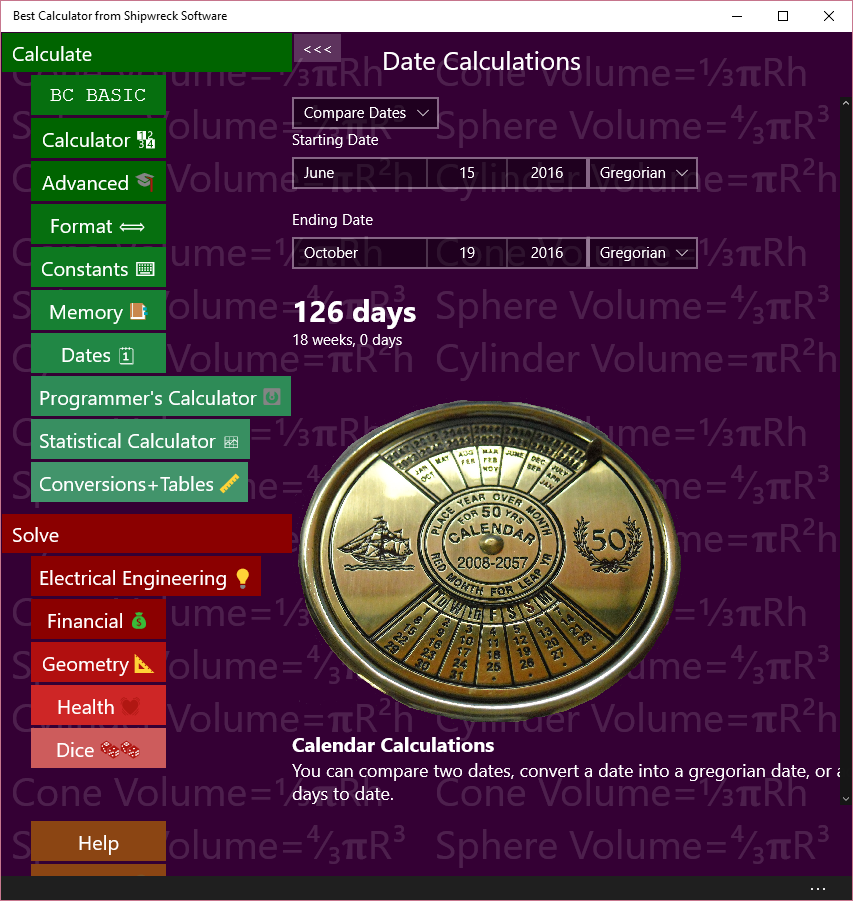 Best Calculator from Shipwreck Software
Calculate
<<<
Date Calculations
BC BASIC
Calculator
Advanced
Format
Constants
Memory
Dates
Programmer's Calculator
Statistical Calculator
Conversions+Tables
Solve
Electrical Engineering
Financial
Geometry
Health
Dice
Help
Compare Dates
Starting Date
June 15 2016 Gregorian
Ending Date
October 19 2016 Gregorian
126 days
18 weeks, 0 days
PLACE YEAR OVER MONTH
FOR 50 YRS
CALENDAR
2008-2057
RED MONTH FOR LEAP YR
50
Calendar Calculations
You can compare two dates, convert a date into a gregorian date, or a
days to date.
Cone Volume=⅓πRh
Sphere Volume=⁴⁄₃πR³
Cylinder Volume=πR²h